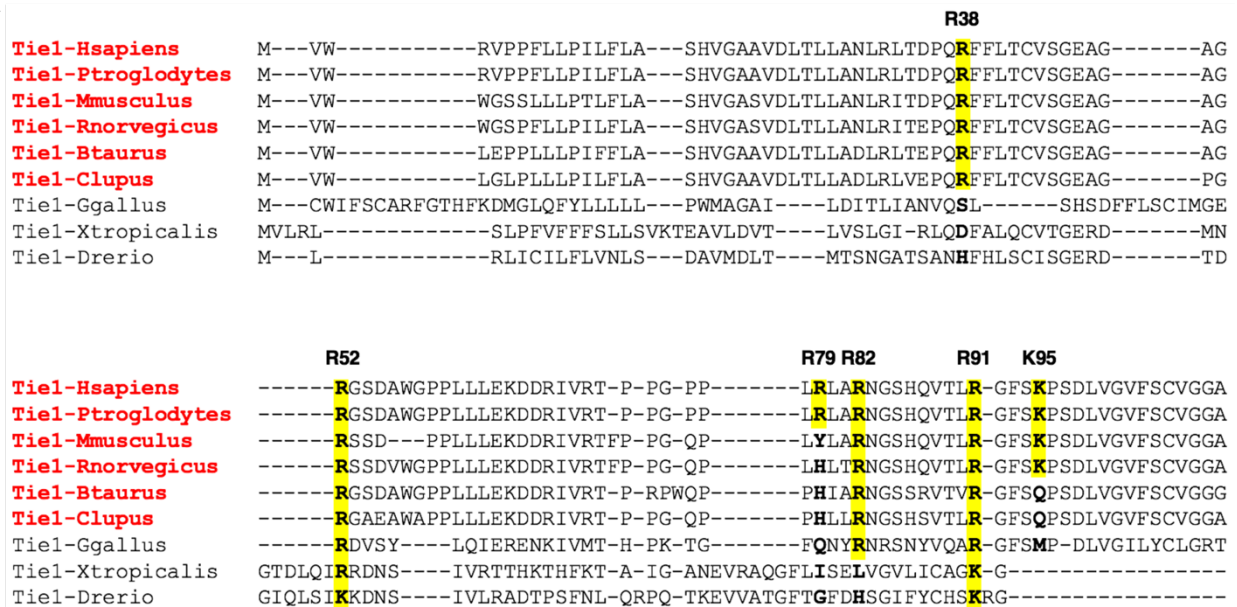 R38
Tie1-Hsapiens M---VW-----------RVPPFLLPILFLA---SHVGAAVDLTLLANLRLTDPQRFFLTCVSGEAG-------AG
Tie1-Ptroglodytes M---VW-----------RVPPFLLPILFLA---SHVGAAVDLTLLANLRLTDPQRFFLTCVSGEAG-------AG
Tie1-Mmusculus M---VW-----------WGSSLLLPTLFLA---SHVGASVDLTLLANLRITDPQRFFLTCVSGEAG-------AG
Tie1-Rnorvegicus M---VW-----------WGSPFLLPILFLA---SHVGASVDLTLLANLRITEPQRFFLTCVSGEAG-------AG
Tie1-Btaurus M---VW-----------LEPPLLLPIFFLA---SHVGAAVDLTLLADLRLTEPQRFFLTCVSGEAG-------AG
Tie1-Clupus M---VW-----------LGLPLLLPILFLA---SHVGAAVDLTLLADLRLVEPQRFFLTCVSGEAG-------PG
Tie1-Ggallus M---CWIFSCARFGTHFKDMGLQFYLLLLL---PWMAGAI---LDITLIANVQSL------SHSDFFLSCIMGE
Tie1-Xtropicalis MVLRL------------SLPFVFFFSLLSVKTEAVLDVT----LVSLGI-RLQDFALQCVTGERD-------MN
Tie1-Drerio M---L------------RLICILFLVNLS---DAVMDLT----MTSNGATSANHFHLSCISGERD-------TD
R52 R79 R82 R91 K95
Tie1-Hsapiens ------RGSDAWGPPLLLEKDDRIVRT-P-PG-PP-------LRLARNGSHQVTLR-GFSKPSDLVGVFSCVGGA
Tie1-Ptroglodytes ------RGSDAWGPPLLLEKDDRIVRT-P-PG-PP-------LRLARNGSHQVTLR-GFSKPSDLVGVFSCVGGA
Tie1-Mmusculus ------RSSD---PPLLLEKDDRIVRTFP-PG-QP-------LYLARNGSHQVTLR-GFSKPSDLVGVFSCVGGA
Tie1-Rnorvegicus ------RSSDVWGPPLLLEKDDRIVRTFP-PG-QP-------LHLTRNGSHQVTLR-GFSKPSDLVGVFSCVGGA
Tie1-Btaurus ------RGSDAWGPPLLLEKDDRIVRT-P-RPWQP-------PHIARNGSSRVTVR-GFSQPSDLVGVFSCVGGG
Tie1-Clupus ------RGAEAWAPPLLLEKDDRIVRT-P-PG-QP-------PHLLRNGSHSVTLR-GFSQPSDLVGVFSCVGGA
Tie1-Ggallus ------RDVSY---LQIERENKIVMT-H-PK-TG-------FQNYRNRSNYVQAR-GFSMP-DLVGILYCLGRT
Tie1-Xtropicalis GTDLQIRRDNS----IVRTTHKTHFKT-A-IG-ANEVRAQGFLISELVGVLICAGKG--------------
Tie1-Drerio GIQLSIKKDNS----IVLRADTPSFNL-QRPQ-TKEVVATGFTGFDHSGIFYCHSKRG-------------